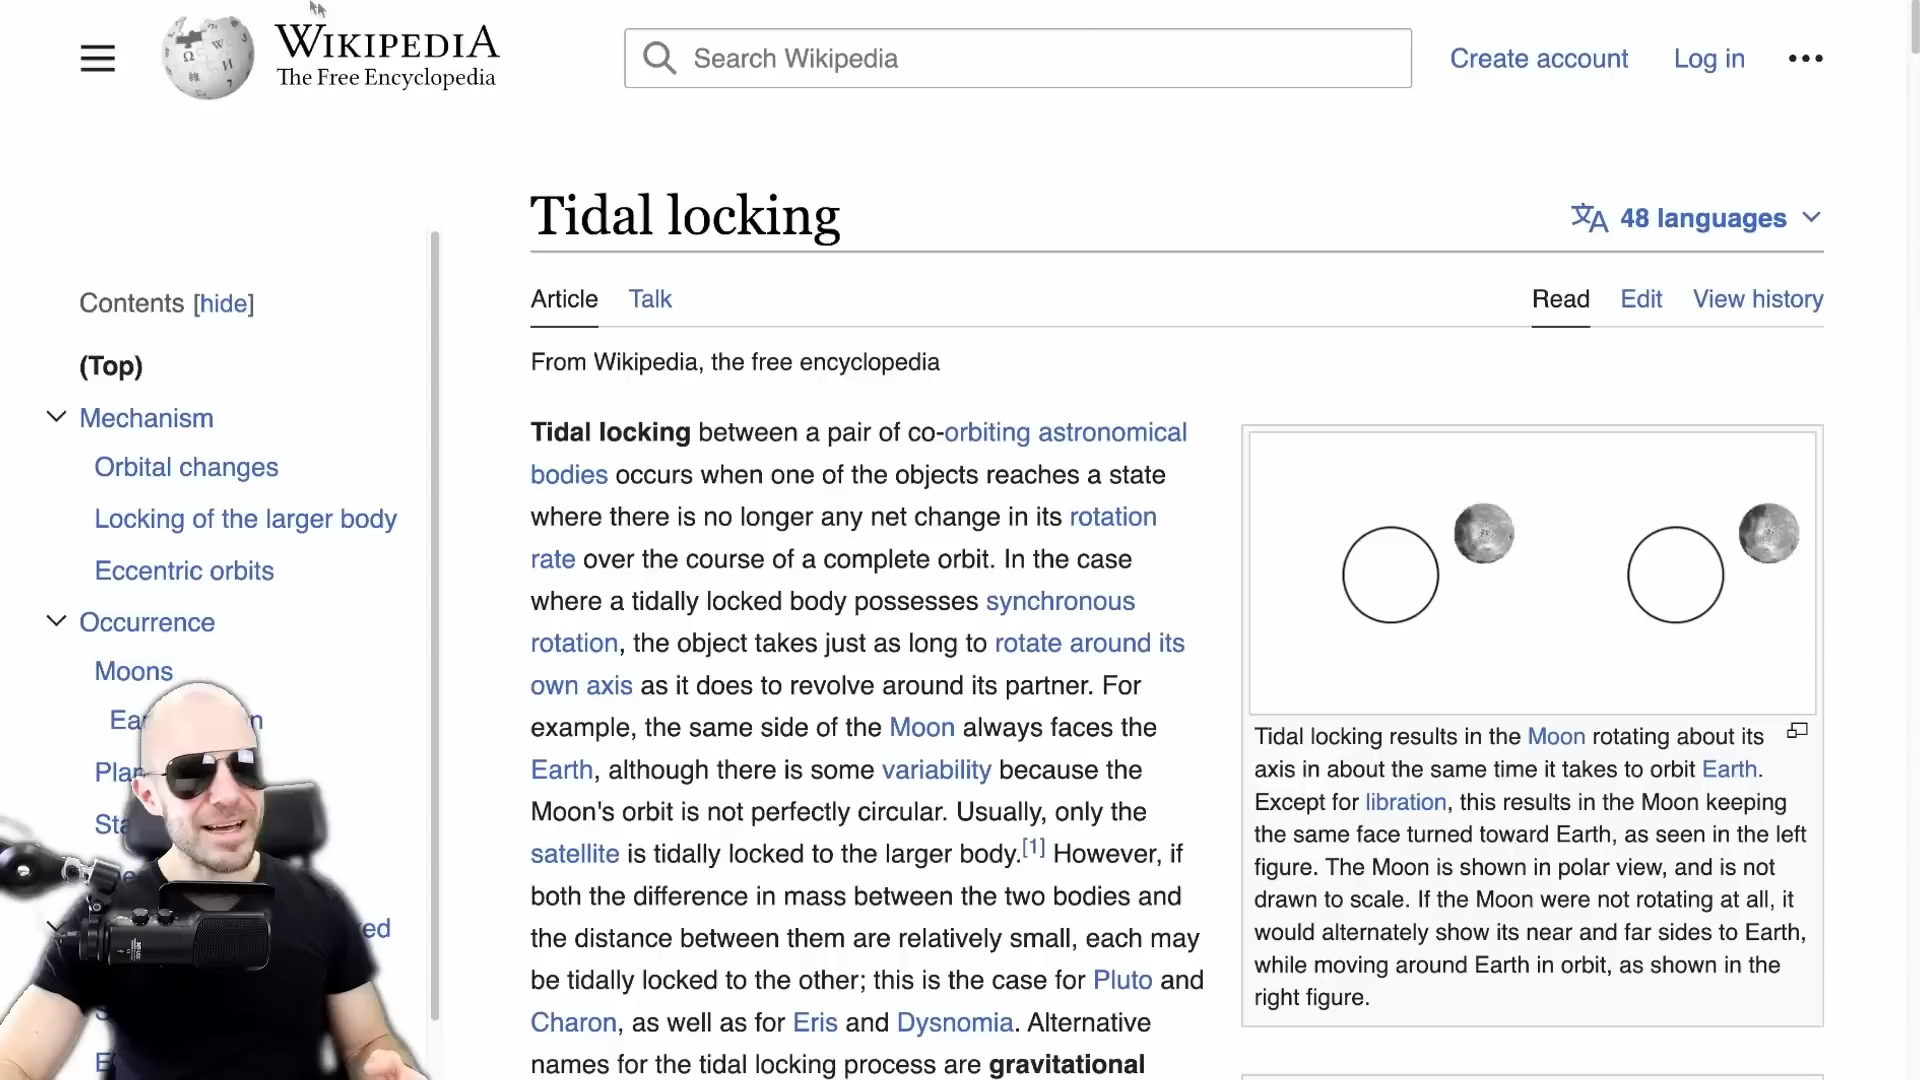 WIKIPEDIA
The Free Encyclopedia
Search Wikipedia
Create account
Log in
Tidal locking
48 languages
Article
Talk
Read
Edit
View history
Contents [hide]
(Top)
Mechanism
Orbital changes
Locking of the larger body
Eccentric orbits
Occurrence
Moons
From Wikipedia, the free encyclopedia
Tidal locking between a pair of co-orbiting astronomical
bodies occurs when one of the objects reaches a state
where there is no longer any net change in its rotation
rate over the course of a complete orbit. In the case
where a tidally locked body possesses synchronous
rotation, the object takes just as long to rotate around its
own axis as it does to revolve around its partner. For
example, the same side of the Moon always faces the
Earth, although there is some variability because the
Moon's orbit is not perfectly circular. Usually, only the
satellite is tidally locked to the larger body.[1] However, if
both the difference in mass between the two bodies and
the distance between them are relatively small, each may
be tidally locked to the other; this is the case for Pluto and
Charon, as well as for Eris and Dysnomia. Alternative
names for the tidal locking process are gravitational
Tidal locking results in the Moon rotating about its
axis in about the same time it takes to orbit Earth.
Except for libration, this results in the Moon keeping
the same face turned toward Earth, as seen in the left
figure. The Moon is shown in polar view, and is not
drawn to scale. If the Moon were not rotating at all, it
would alternately show its near and far sides to Earth,
while moving around Earth in orbit, as shown in the
right figure.